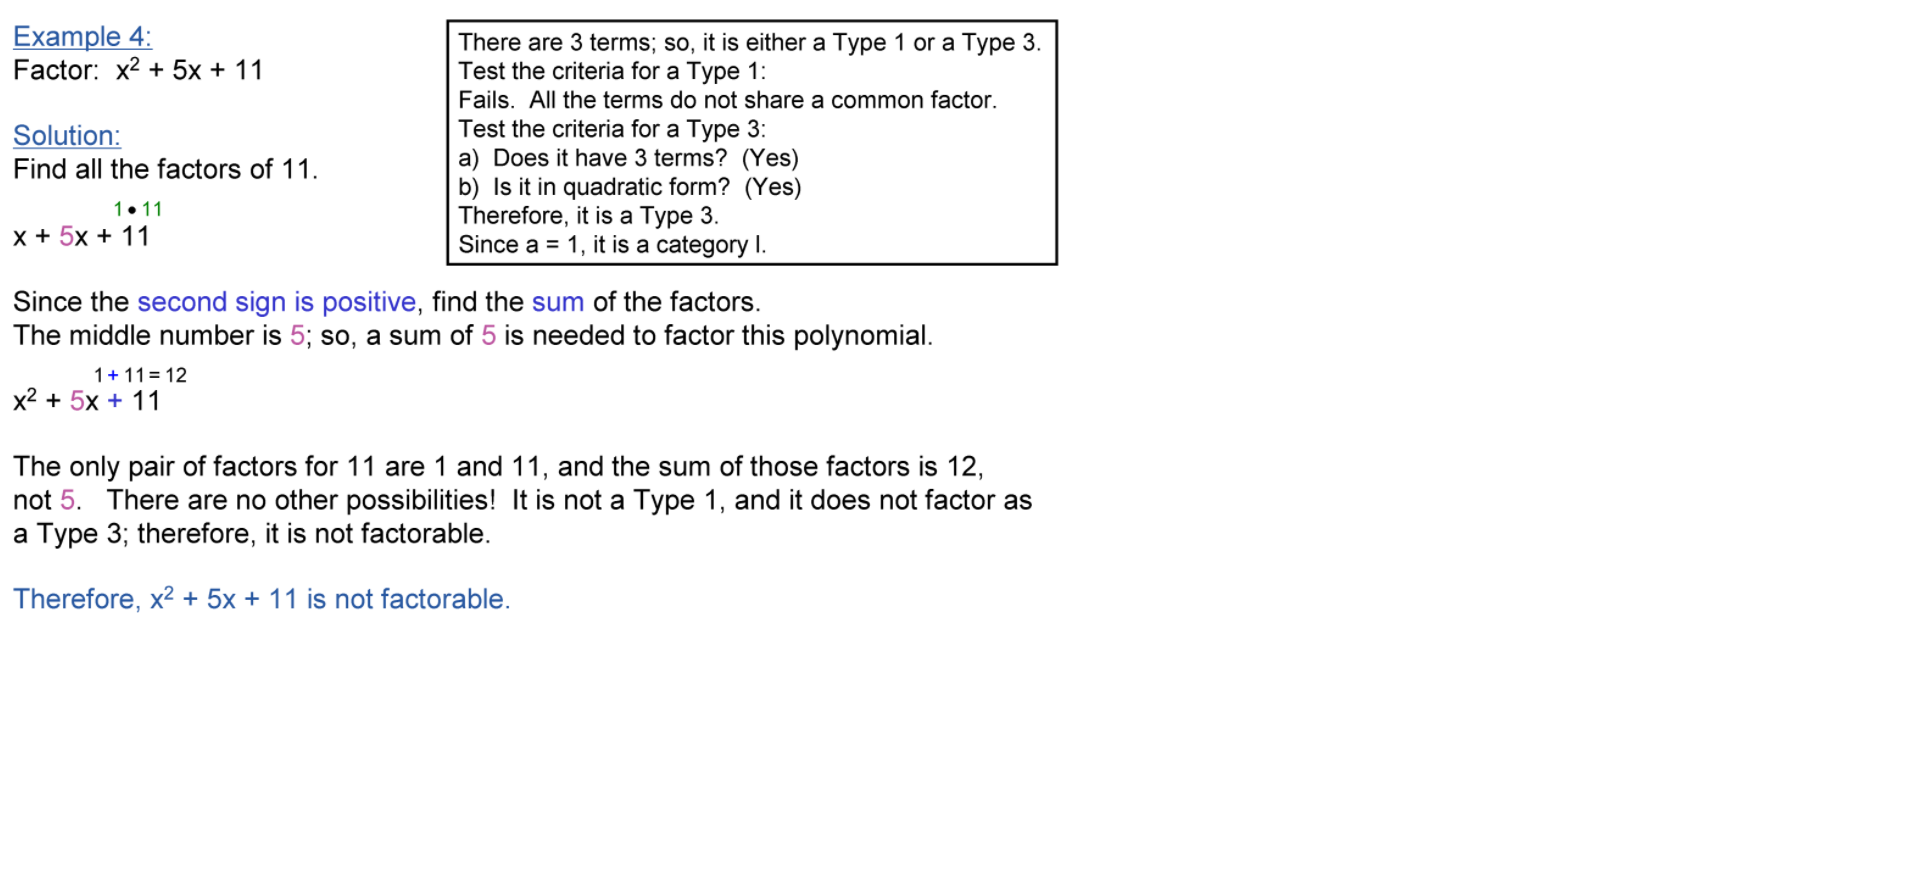 Example 4:
Factor:  x² + 5x + 11
There are 3 terms; so, it is either a Type 1 or a Type 3.
Test the criteria for a Type 1:
Fails.  All the terms do not share a common factor.
Test the criteria for a Type 3:
a)  Does it have 3 terms?  (Yes)
b)  Is it in quadratic form?  (Yes)
Therefore, it is a Type 3.
Since a = 1, it is a category I.
Solution:
Find all the factors of 11.
1 • 11
x + 5x + 11
Since the second sign is positive, find the sum of the factors.
The middle number is 5; so, a sum of 5 is needed to factor this polynomial.
1 + 11 = 12
x² + 5x + 11
The only pair of factors for 11 are 1 and 11, and the sum of those factors is 12,
not 5.   There are no other possibilities!  It is not a Type 1, and it does not factor as
a Type 3; therefore, it is not factorable.
Therefore, x² + 5x + 11 is not factorable.